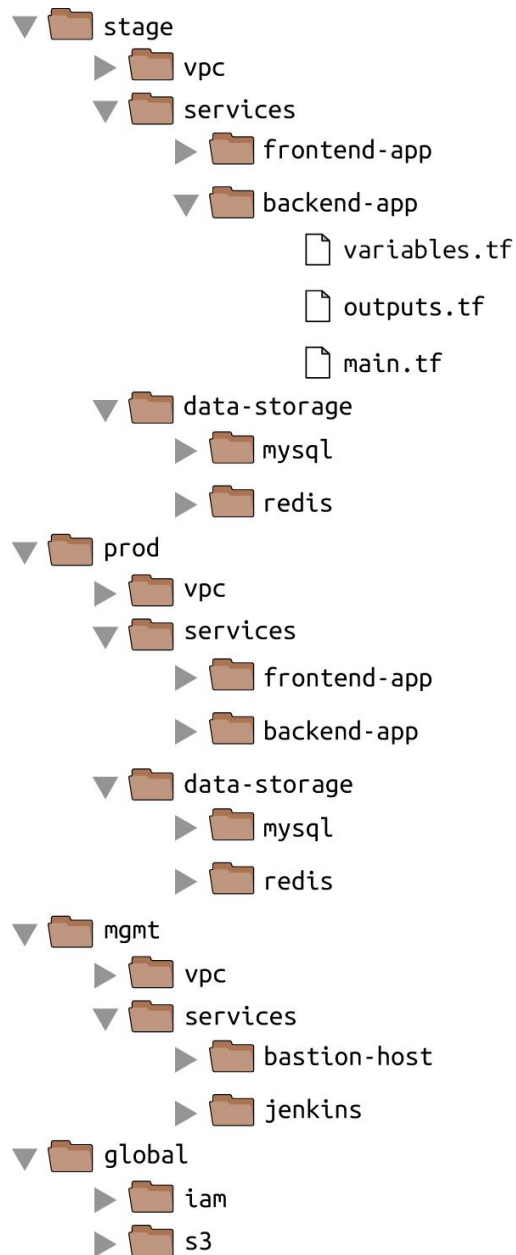 stage
vpc
services
frontend-app
backend-app
variables.tf
outputs.tf
main.tf
data-storage
mysql
redis
prod
vpc
services
frontend-app
backend-app
data-storage
mysql
redis
mgmt
vpc
services
bastion-host
jenkins
global
iam
s3